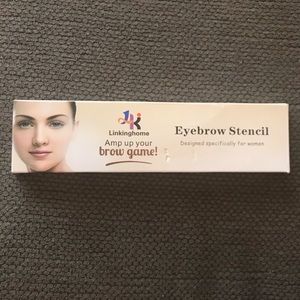 Linkinghome
Amp up your
brow game!
Eyebrow Stencil
Designed specifically for women